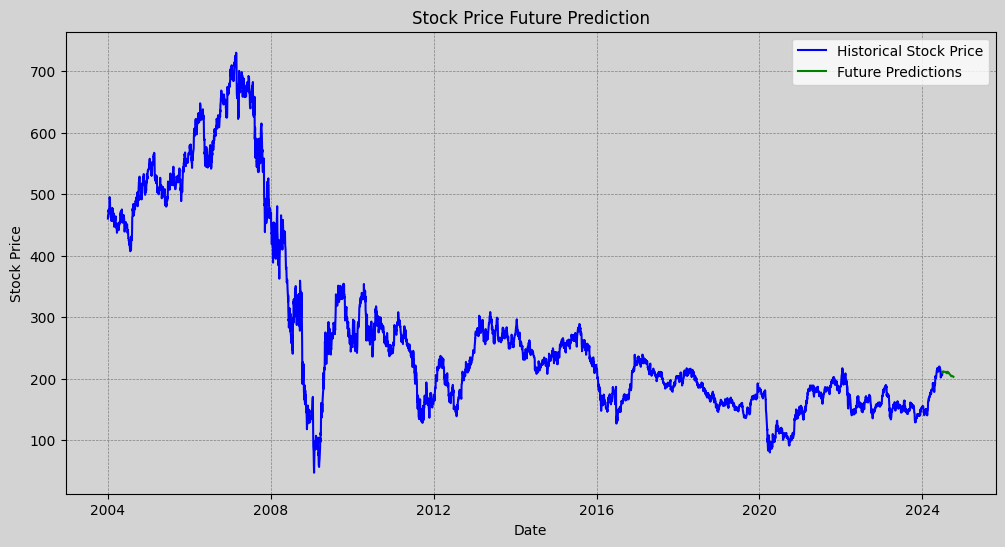 Stock Price Future Prediction
Historical Stock Price
Future Predictions
Stock Price
700
600
500
400
300
200
100
2004
2008
2012
2016
2020
2024
Date